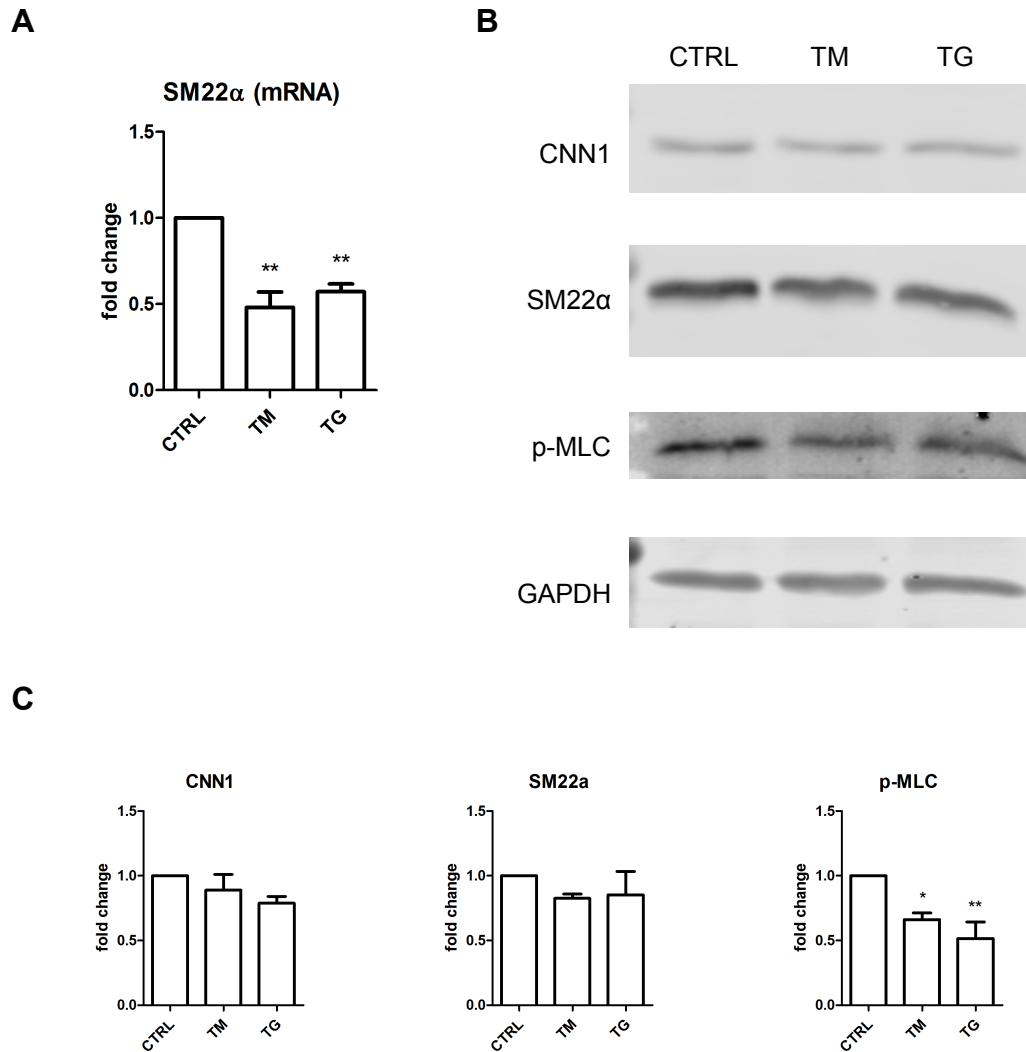 A
SM22α (mRNA)
fold change
1.5
1.0
0.5
0.0
**
**
CTRL
TM
TG
B
CTRL TM TG
CNN1
SM22α
p-MLC
GAPDH
C
CNN1
fold change
1.5
1.0
0.5
0.0
CTRL
TM
TG
SM22a
fold change
1.5
1.0
0.5
0.0
CTRL
TM
TG
p-MLC
fold change
1.5
1.0
0.5
0.0
*
**
CTRL
TM
TG